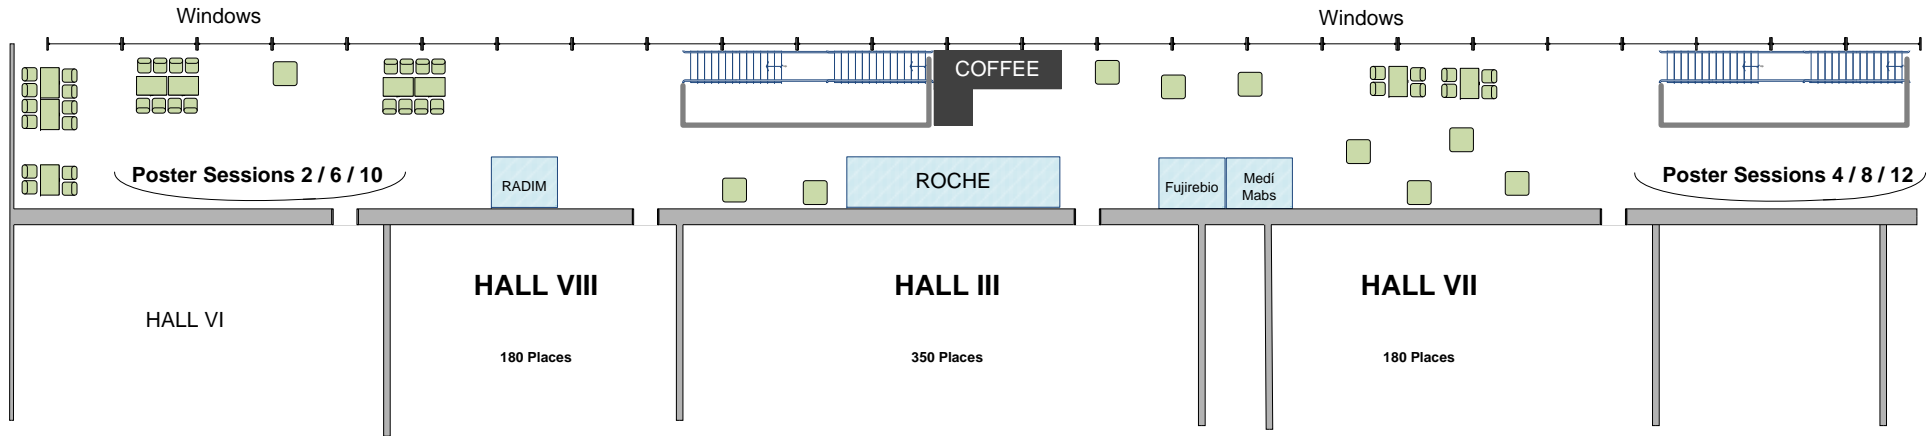 Windows
Windows
COFFEE
Poster Sessions 2 / 6 / 10
RADIM
ROCHE
Fujirebio
Medí
Mabs
Poster Sessions 4 / 8 / 12
HALL VI
HALL VIII
180 Places
HALL III
350 Places
HALL VII
180 Places